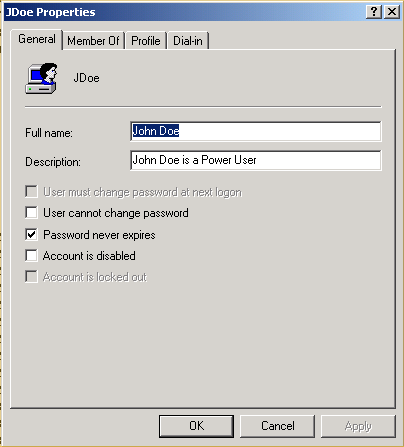 JDoe Properties
General
Member Of
Profile
Dial-in
JDoe
Full name:
John Doe
Description:
John Doe is a Power User
User must change password at next logon
User cannot change password
Password never expires
Account is disabled
Account is locked out
OK
Cancel
Apply